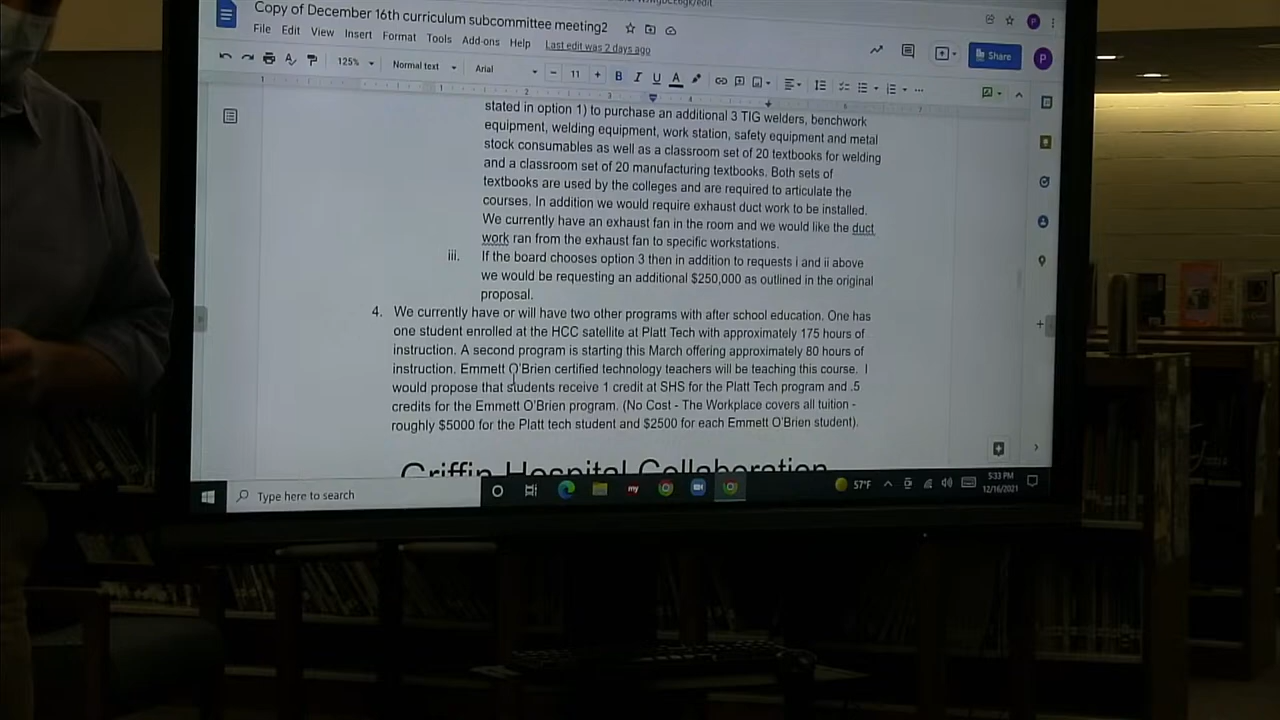 Copy of December 16th curriculum subcommittee meeting2
File Edit View Insert Format Tools Add-ons Help Last edit was 2 days ago
Share
P
125% Normal text Arial 11 B I U A
stated in option 1) to purchase an additional 3 TIG welders, benchwork
equipment, welding equipment, work station, safety equipment and metal
stock consumables as well as a classroom set of 20 textbooks for welding
and a classroom set of 20 manufacturing textbooks. Both sets of
textbooks are used by the colleges and are required to articulate the
courses. In addition we would require exhaust duct work to be installed.
We currently have an exhaust fan in the room and we would like the duct
work ran from the exhaust fan to specific workstations.
iii. If the board chooses option 3 then in addition to requests i and ii above
we would be requesting an additional $250,000 as outlined in the original
proposal.
4. We currently have or will have two other programs with after school education. One has
one student enrolled at the HCC satellite at Platt Tech with approximately 175 hours of
instruction. A second program is starting this March offering approximately 80 hours of
instruction. Emmett O'Brien certified technology teachers will be teaching this course. I
would propose that students receive 1 credit at SHS for the Platt Tech program and .5
credits for the Emmett O'Brien program. (No Cost - The Workplace covers all tuition -
roughly $5000 for the Platt tech student and $2500 for each Emmett O'Brien student).
Griffin Hospital Collaboration
Type here to search
my
57°F
5:33 PM
12/16/2021